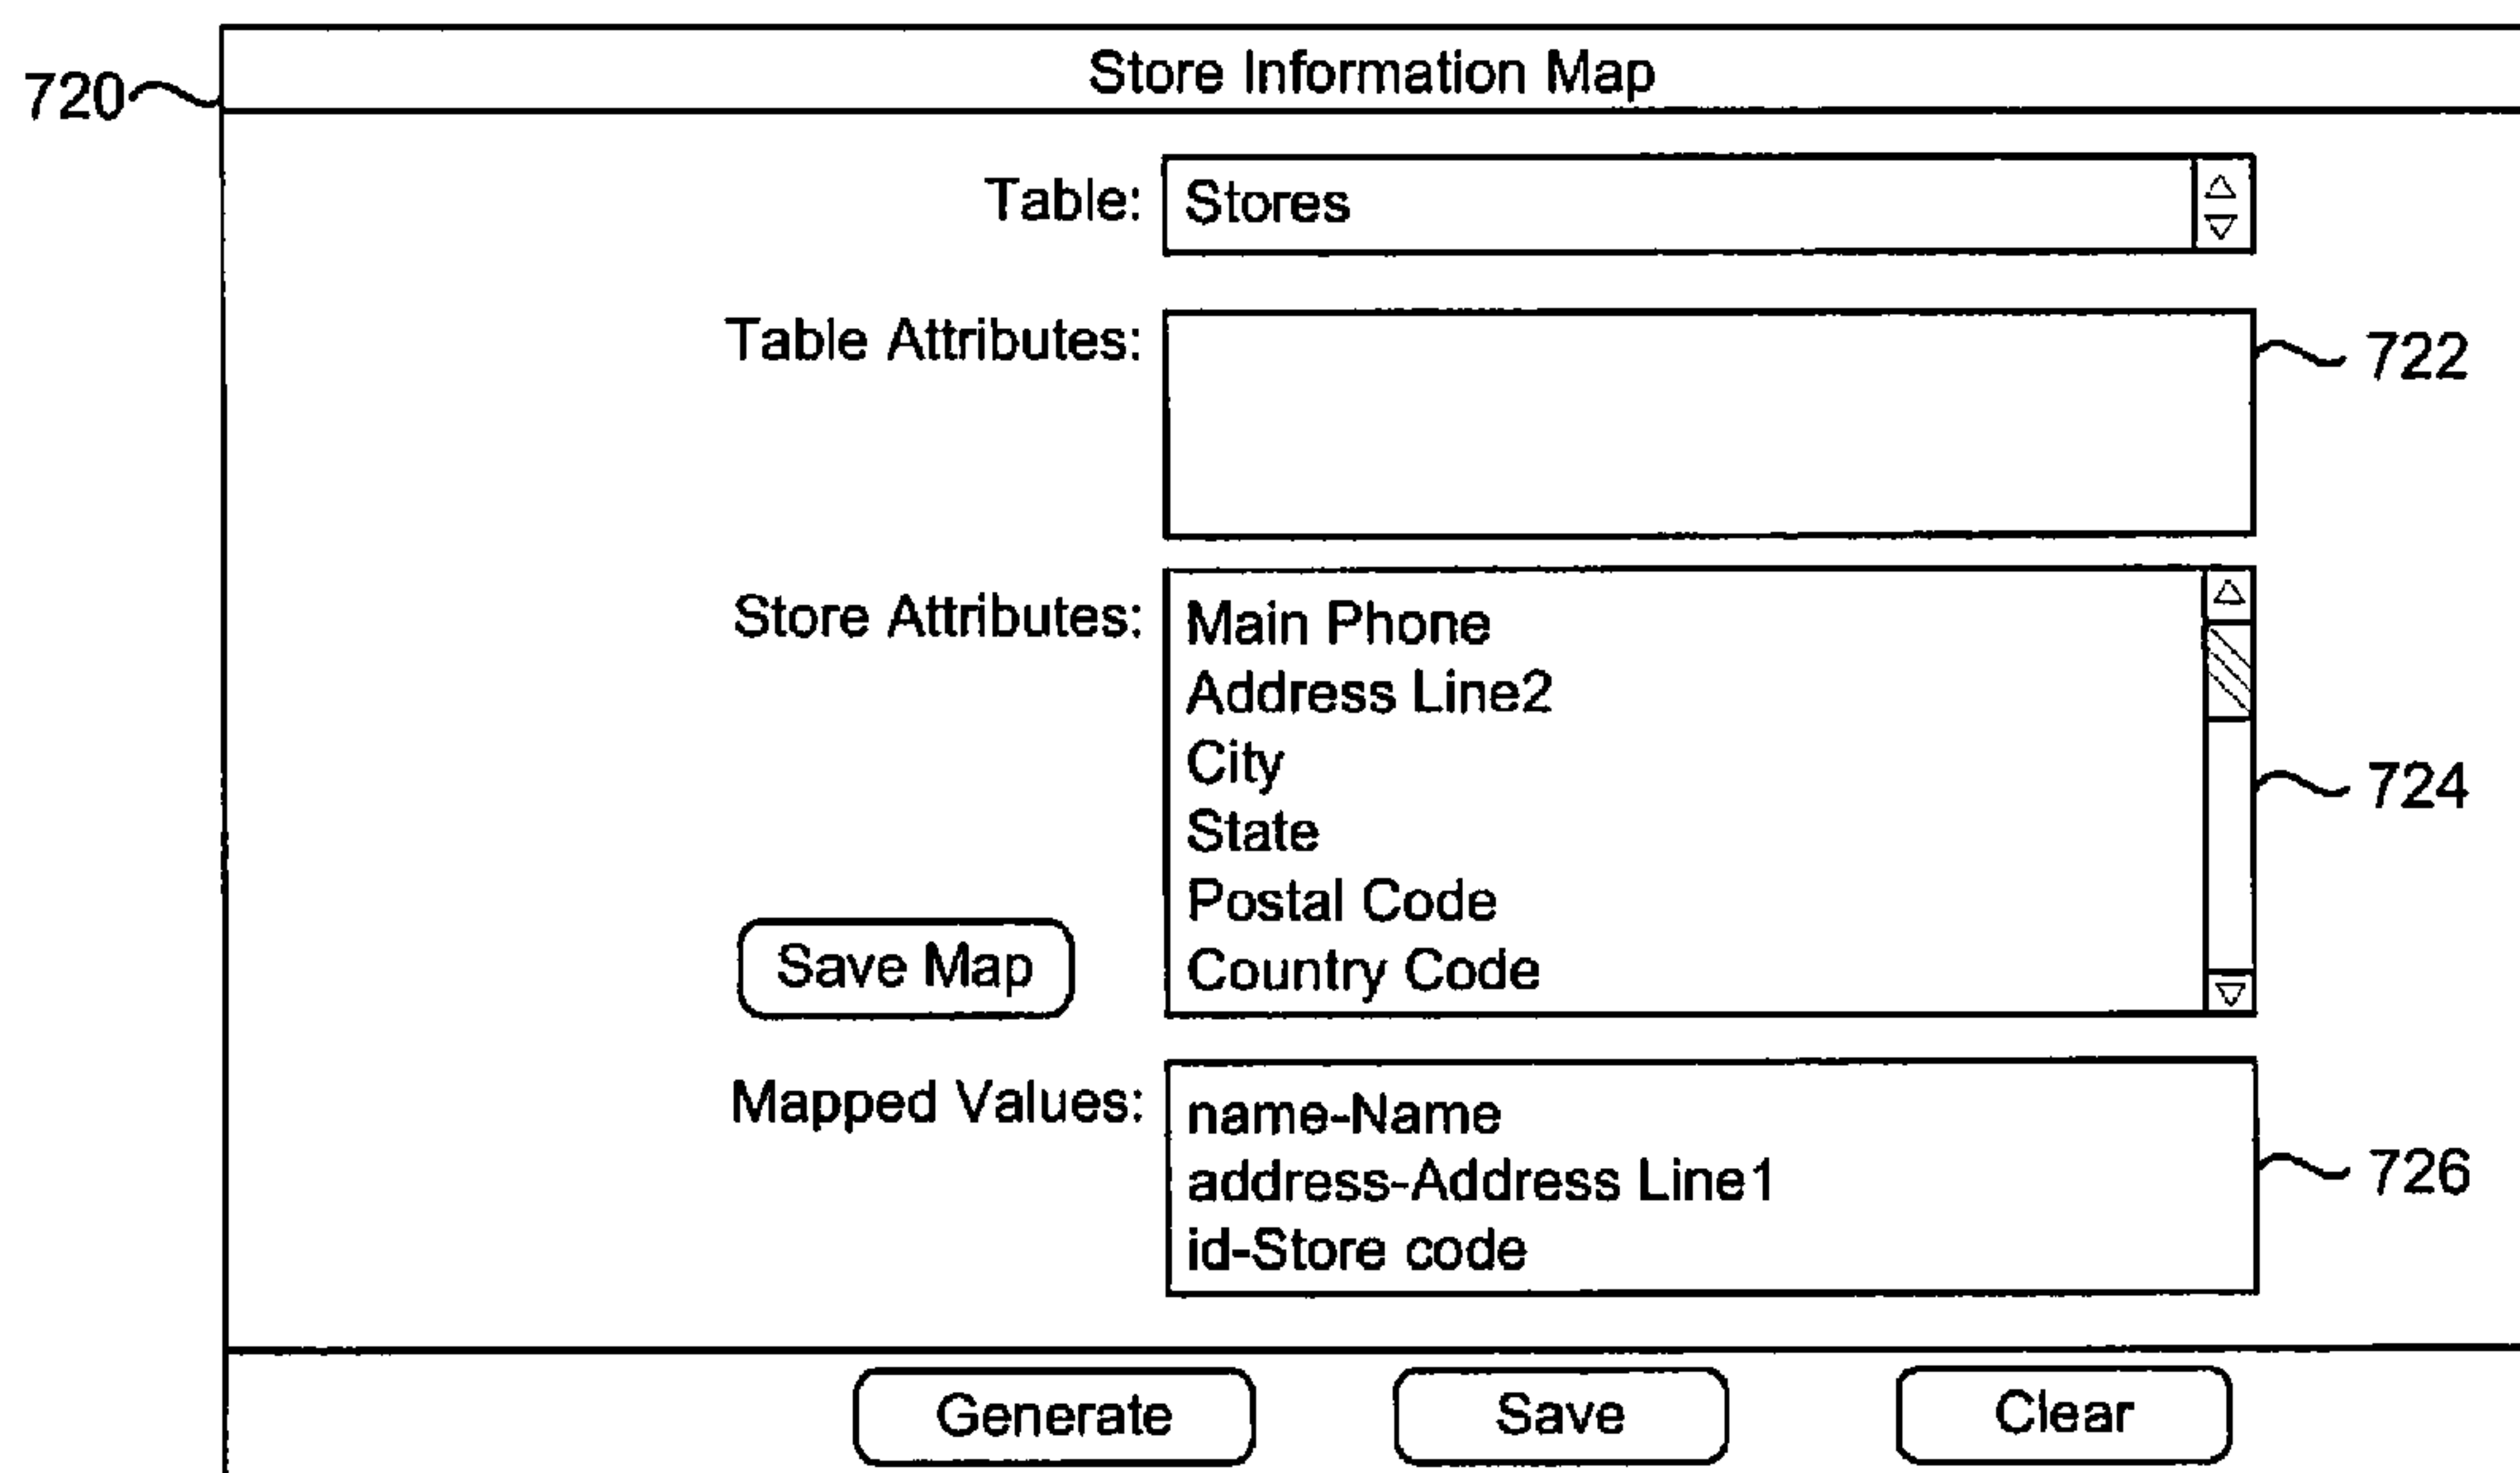 Store Information Map
720
Table: Stores
Table Attributes:
722
Store Attributes: Main Phone
Address Line2
City
724
State
Postal Code
Save Map
Country Code
Mapped Values: name-Name
address-Address Line1
726
id-Store code
Generate Save Clear